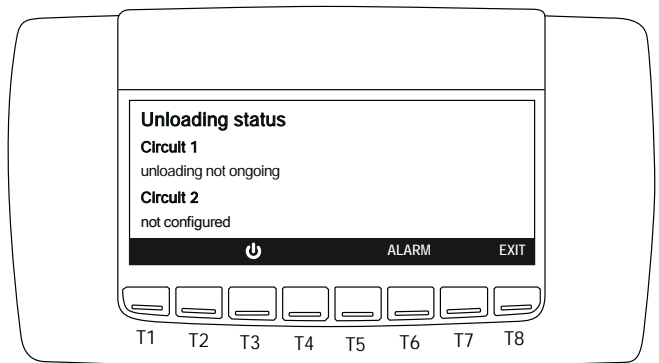 Unloading status
Circuit 1
unloading not ongoing
Circuit 2
not configured
ALARM EXIT
T1 T2 T3 T4 T5 T6 T7 T8